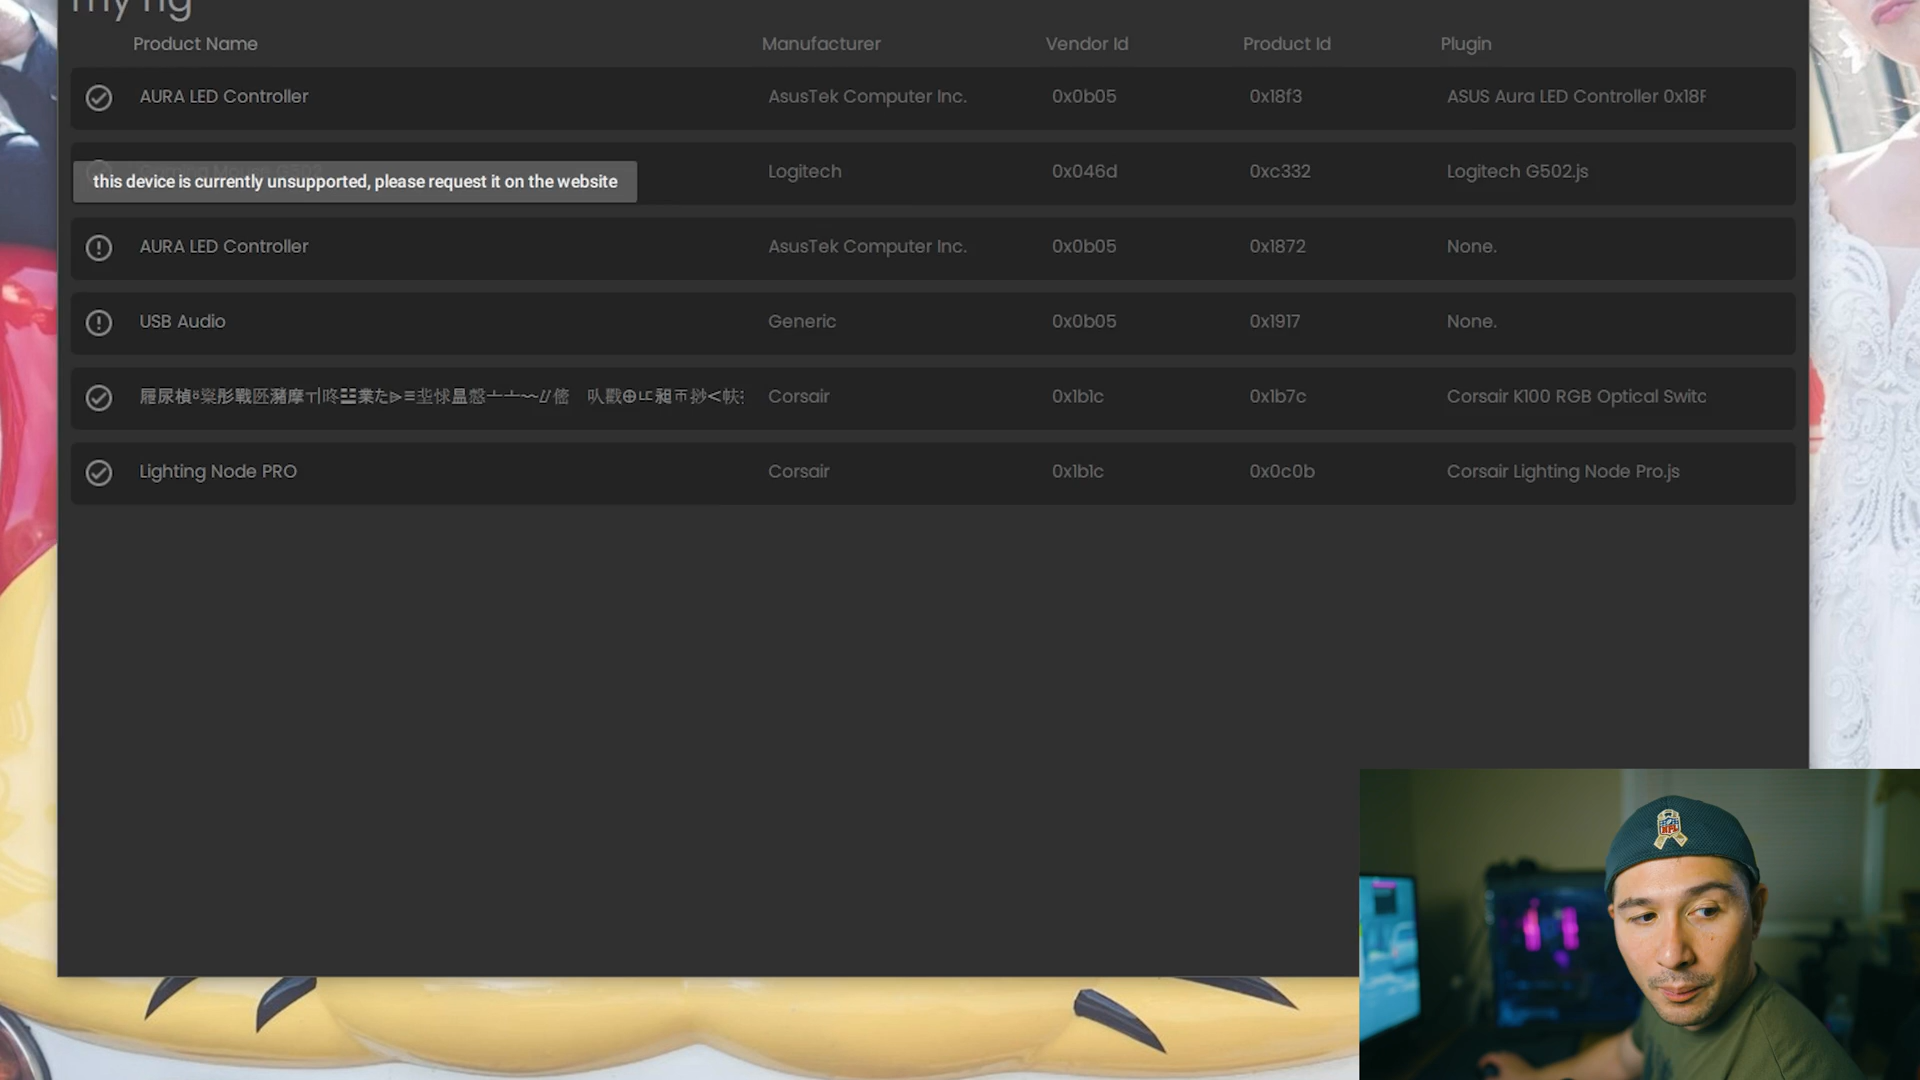 my rig
Product Name Manufacturer Vendor Id Product Id Plugin
AURA LED Controller AsusTek Computer Inc. 0x0b05 0x18f3 ASUS Aura LED Controller 0x18F
this device is currently unsupported, please request it on the website Logitech 0x046d 0xc332 Logitech G502.js
AURA LED Controller AsusTek Computer Inc. 0x0b05 0x1872 None.
USB Audio Generic 0x0b05 0x1917 None.
Corsair 0x1b1c 0x1b7c Corsair K100 RGB Optical Switc
Lighting Node PRO Corsair 0x1b1c 0x0c0b Corsair Lighting Node Pro.js
NFL